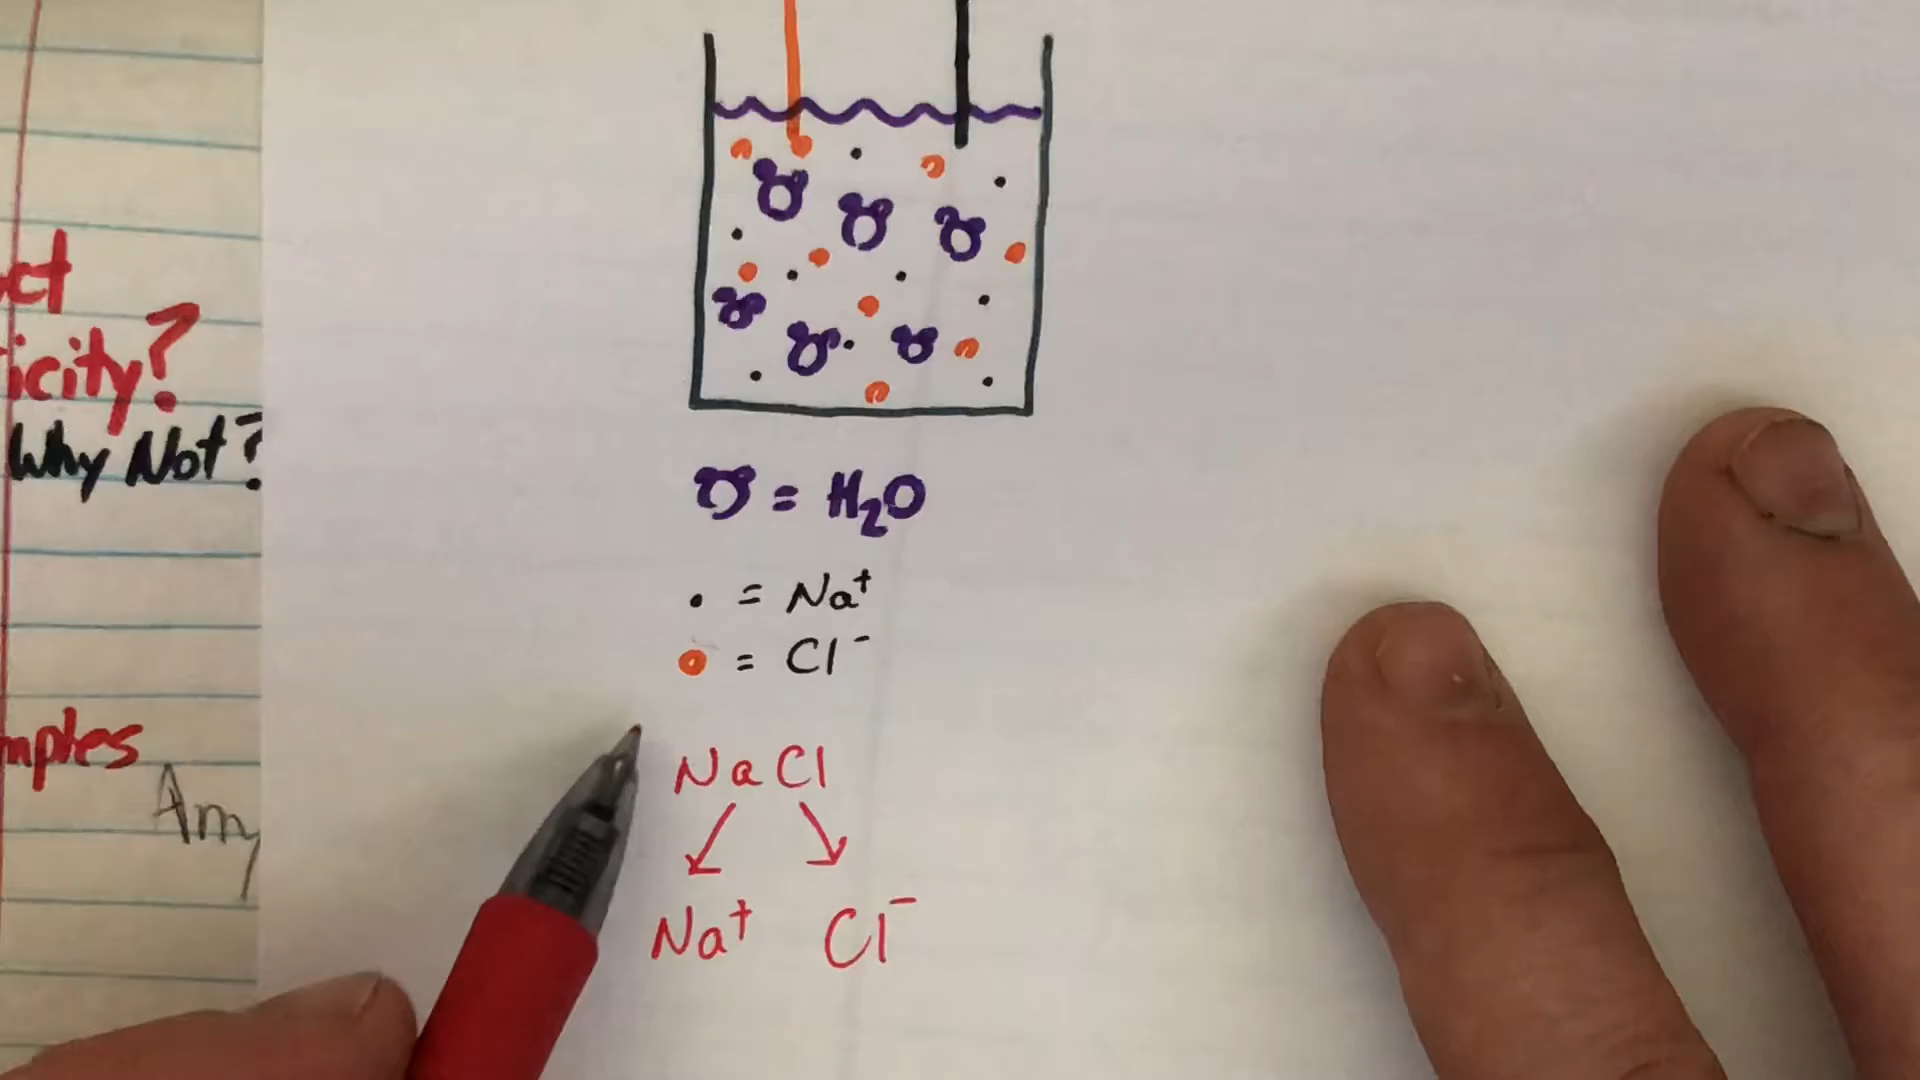 ct
icity?
Why Not?
mples
Am
= H₂O
. = Na⁺
= Cl⁻
NaCl
Na⁺ Cl⁻